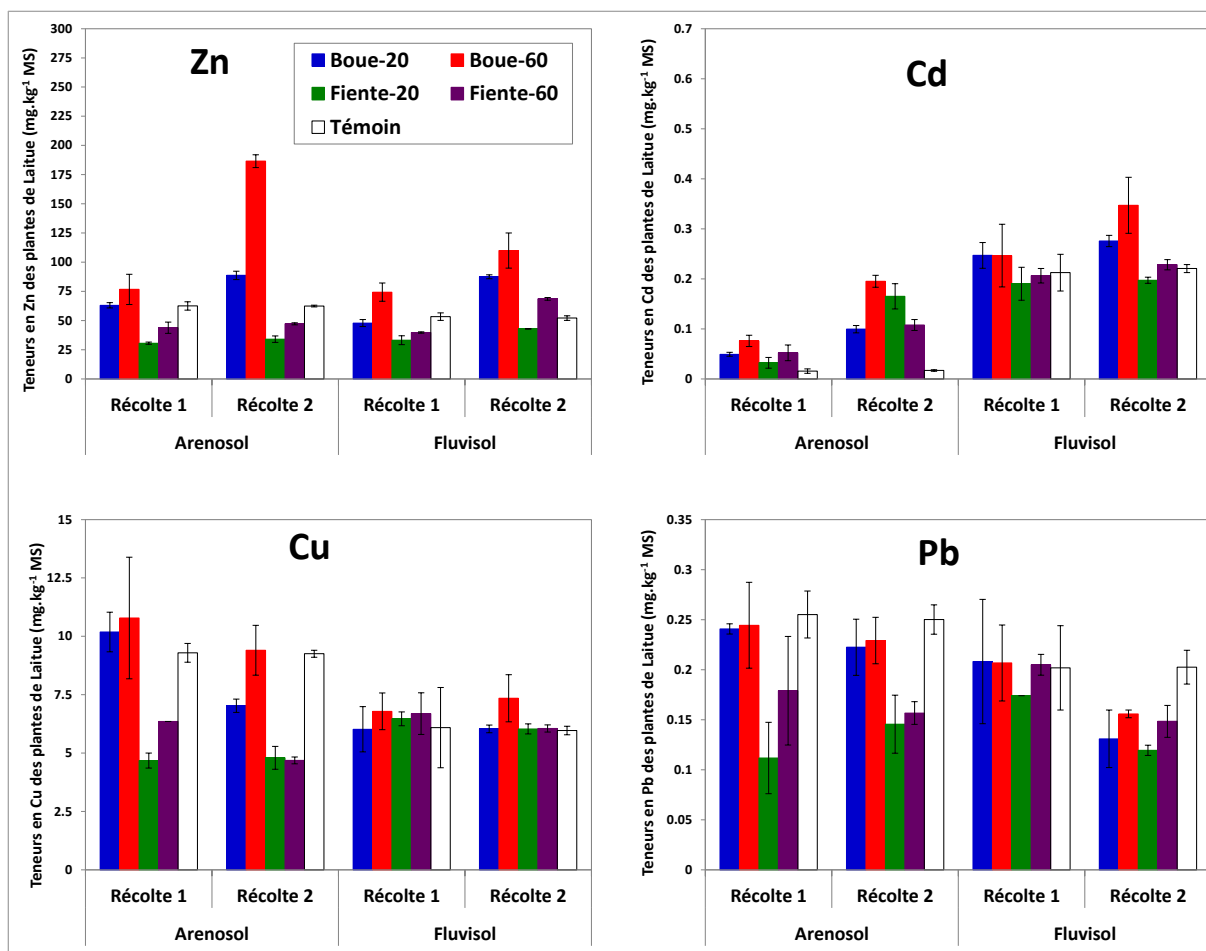 Zn
Teneurs en Zn des plantes de Laitue (mg.kg-1 MS)
300
275
250
225
200
175
150
125
100
75
50
25
0
Boue-20
Boue-60
Fiente-20
Fiente-60
Témoin
Récolte 1
Récolte 2
Récolte 1
Récolte 2
Arenosol
Fluvisol
Cd
Teneurs en Cd des plantes de Laitue (mg.kg-1 MS)
0.7
0.6
0.5
0.4
0.3
0.2
0.1
0
Récolte 1
Récolte 2
Récolte 1
Récolte 2
Arenosol
Fluvisol
Cu
Teneurs en Cu des plantes de Laitue (mg.kg-1 MS)
15
12.5
10
7.5
5
2.5
0
Récolte 1
Récolte 2
Récolte 1
Récolte 2
Arenosol
Fluvisol
Pb
Teneurs en Pb des plantes de Laitue (mg.kg-1 MS)
0.35
0.3
0.25
0.2
0.15
0.1
0.05
0
Récolte 1
Récolte 2
Récolte 1
Récolte 2
Arenosol
Fluvisol